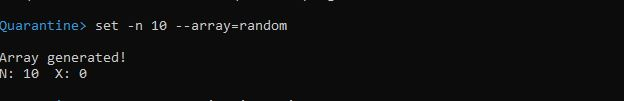 Quarantine> set -n 10 --array=random
Array generated!
N: 10  X: 0